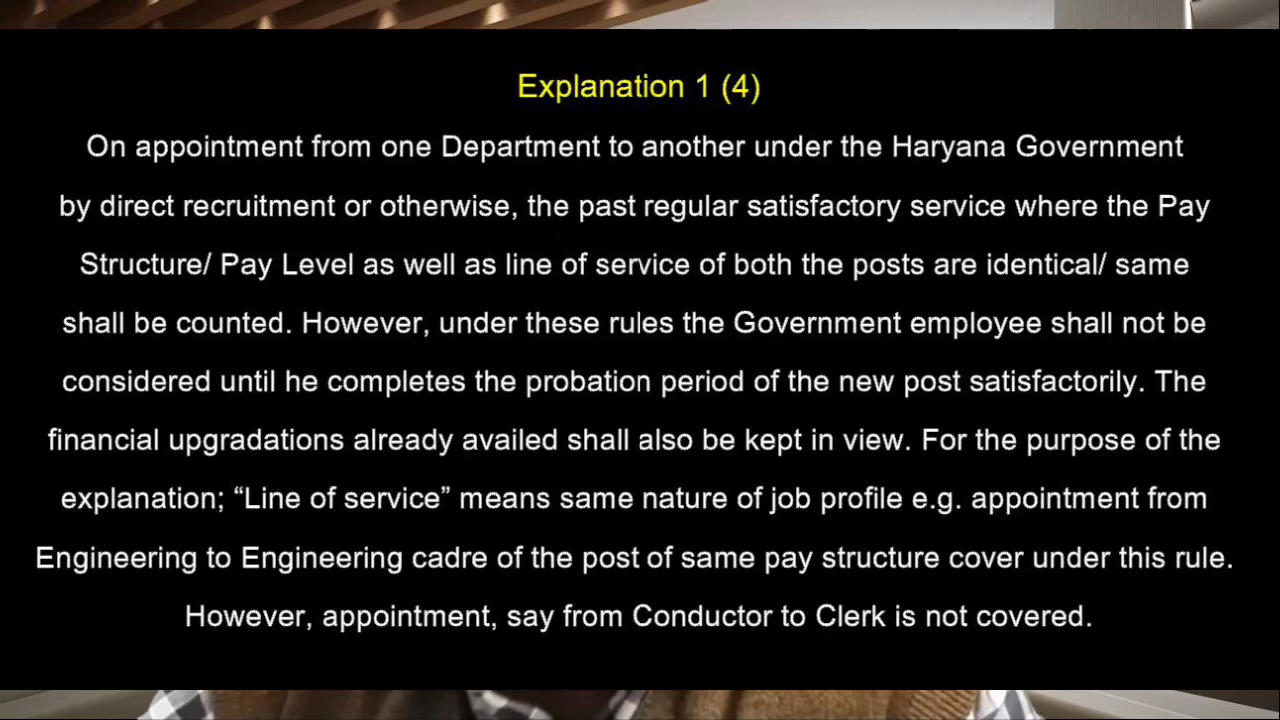 Explanation 1 (4)
On appointment from one Department to another under the Haryana Government
by direct recruitment or otherwise, the past regular satisfactory service where the Pay
Structure/ Pay Level as well as line of service of both the posts are identical/ same
shall be counted. However, under these rules the Government employee shall not be
considered until he completes the probation period of the new post satisfactorily. The
financial upgradations already availed shall also be kept in view. For the purpose of the
explanation; “Line of service” means same nature of job profile e.g. appointment from
Engineering to Engineering cadre of the post of same pay structure cover under this rule.
However, appointment, say from Conductor to Clerk is not covered.